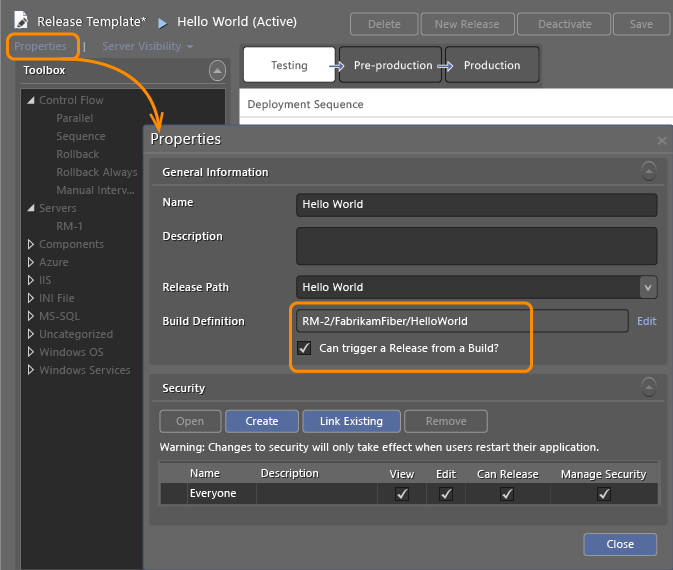 Release Template* Hello World (Active)
Delete New Release Deactivate Save
Properties | Server Visibility
Toolbox
Testing Pre-production Production
Deployment Sequence
Control Flow
Parallel
Sequence
Rollback
Rollback Always
Manual Interv...
Servers
RM-1
Components
Azure
IIS
INI File
MS-SQL
Uncategorized
Windows OS
Windows Services
Properties
General Information
Name Hello World
Description
Release Path Hello World
Build Definition RM-2/FabrikamFiber/HelloWorld Edit
Can trigger a Release from a Build?
Security
Open Create Link Existing Remove
Warning: Changes to security will only take effect when users restart their application.
Name Description View Edit Can Release Manage Security
Everyone
Close